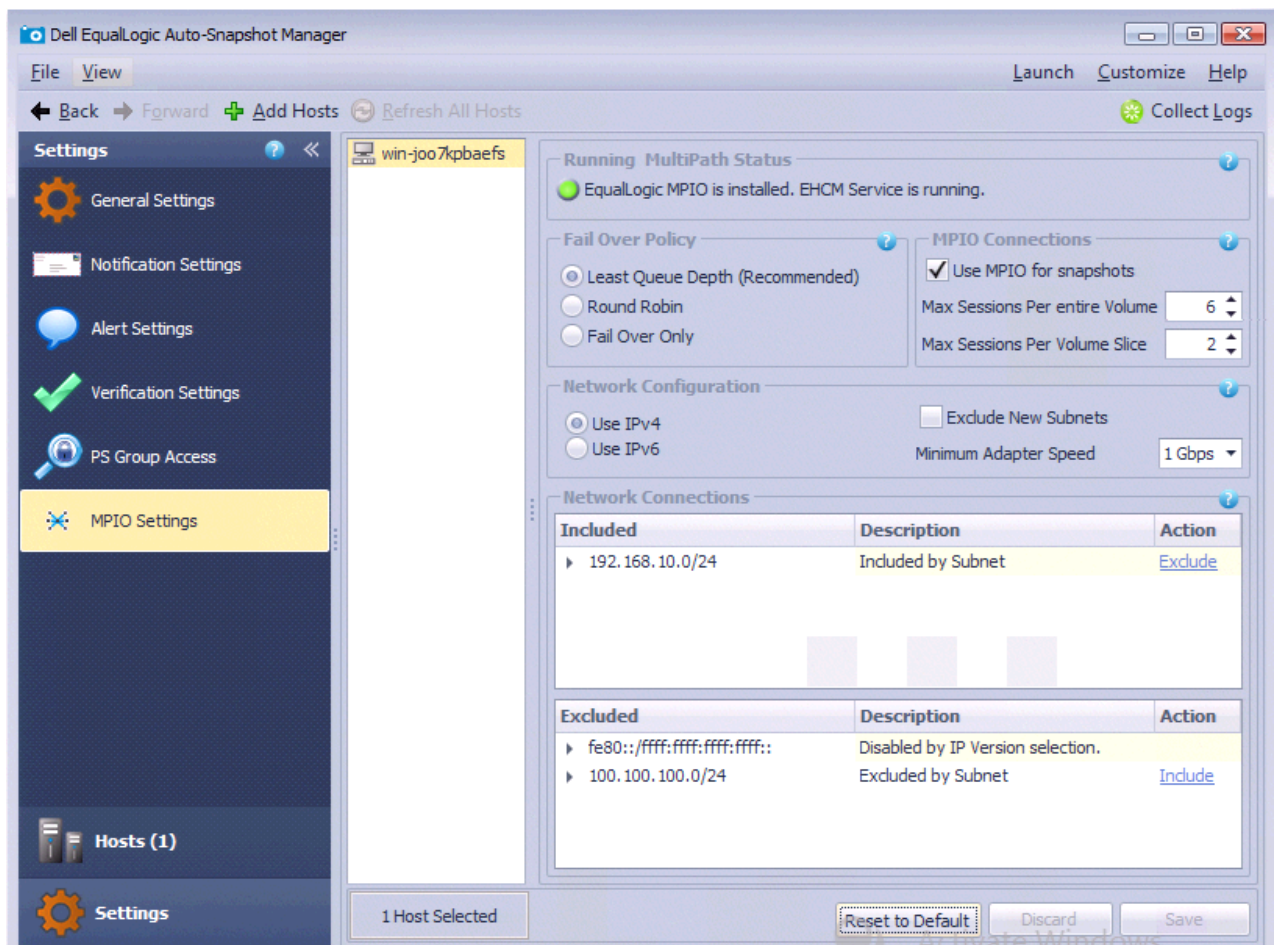 Dell EqualLogic Auto-Snapshot Manager
File View Launch Customize Help
Back Forward Add Hosts Refresh All Hosts Collect Logs
Settings
General Settings
Notification Settings
Alert Settings
Verification Settings
PS Group Access
MPIO Settings
Hosts (1)
Settings
win-joo7kpbaefs
1 Host Selected
Running MultiPath Status
EqualLogic MPIO is installed. EHCM Service is running.
Fail Over Policy
Least Queue Depth (Recommended)
Round Robin
Fail Over Only
MPIO Connections
Use MPIO for snapshots
Max Sessions Per entire Volume 6
Max Sessions Per Volume Slice 2
Network Configuration
Use IPv4
Use IPv6
Exclude New Subnets
Minimum Adapter Speed 1 Gbps
Network Connections
Included Description Action
192.168.10.0/24 Included by Subnet Exclude
Excluded Description Action
fe80::/ffff:ffff:ffff:ffff:: Disabled by IP Version selection.
100.100.100.0/24 Excluded by Subnet Include
Reset to Default Discard Save
Activate Windows